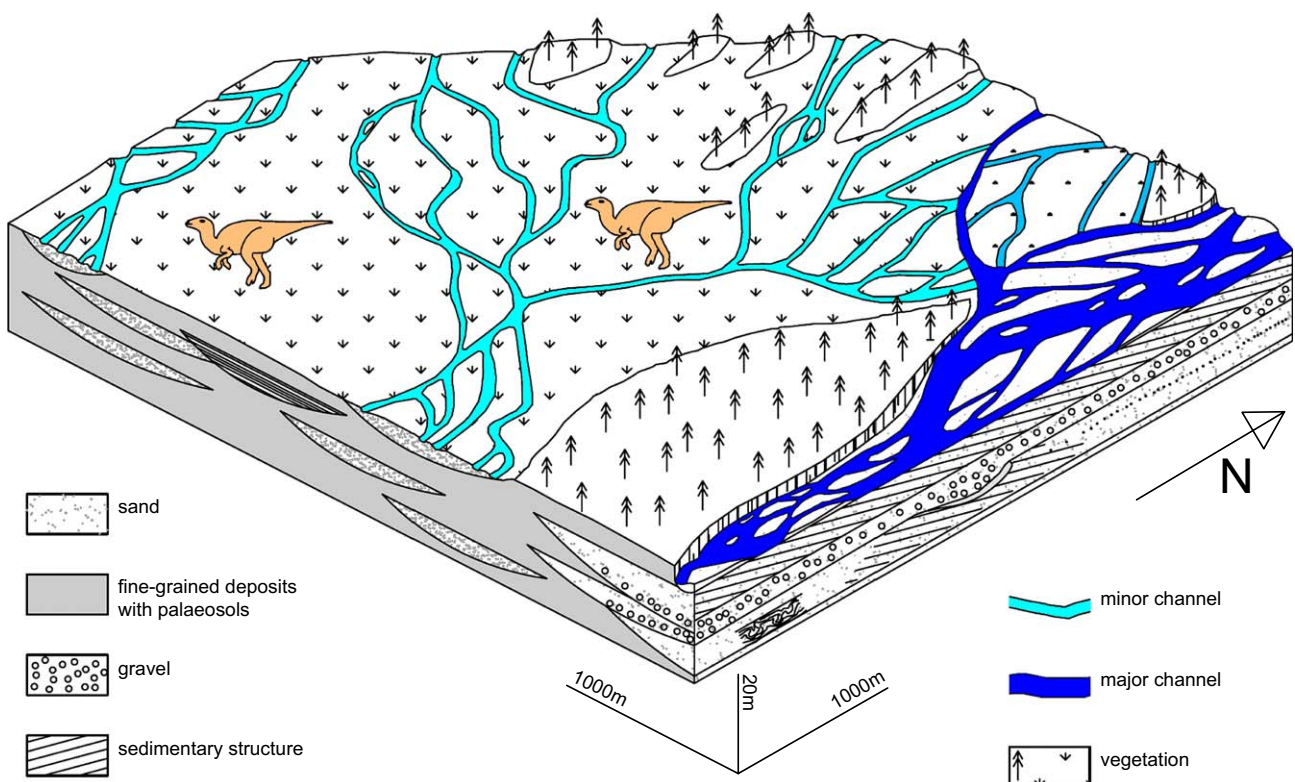 N
sand
fine-grained deposits
with palaeosols
gravel
sedimentary structure
1000m
20m
1000m
minor channel
major channel
vegetation